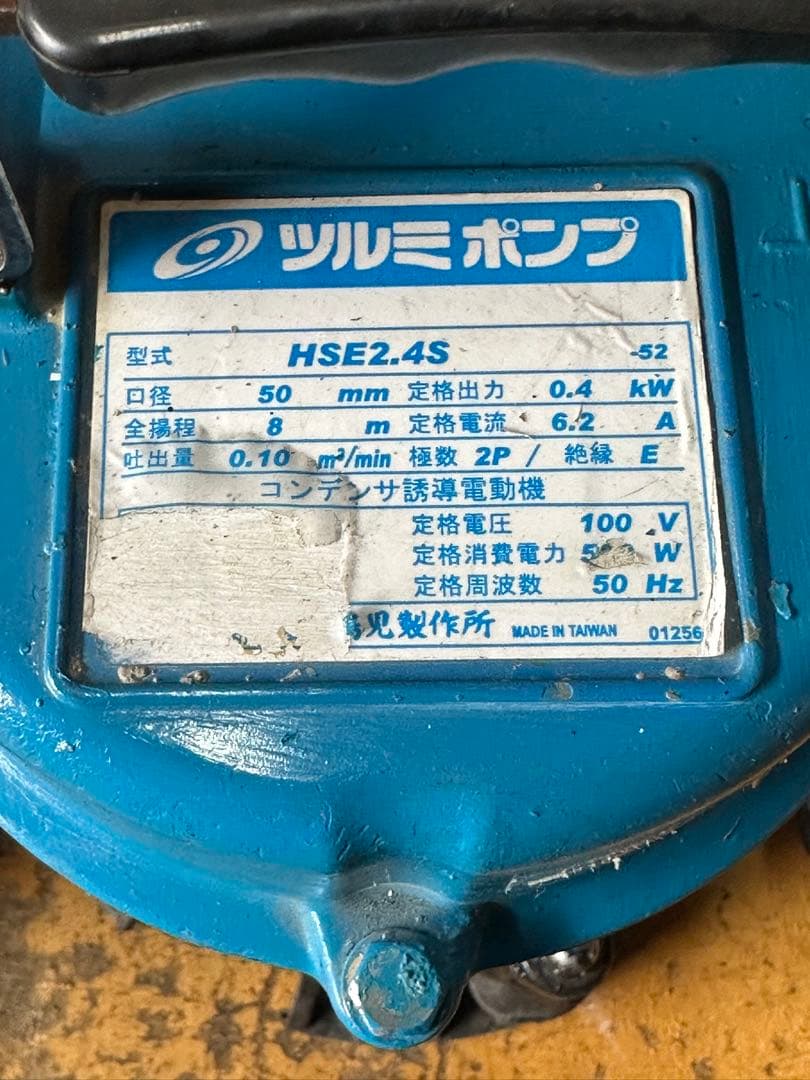 ツルミポンプ
型式 HSE2.4S -52
口径 50 mm 定格出力 0.4 kW
全揚程 8 m 定格電流 6.2 A
吐出量 0.10 m³/min 極数 2P / 絶縁 E
コンデンサ誘導電動機
定格電圧 100 V
定格消費電力 W
定格周波数 50 Hz
見製作所 MADE IN TAIWAN 01256